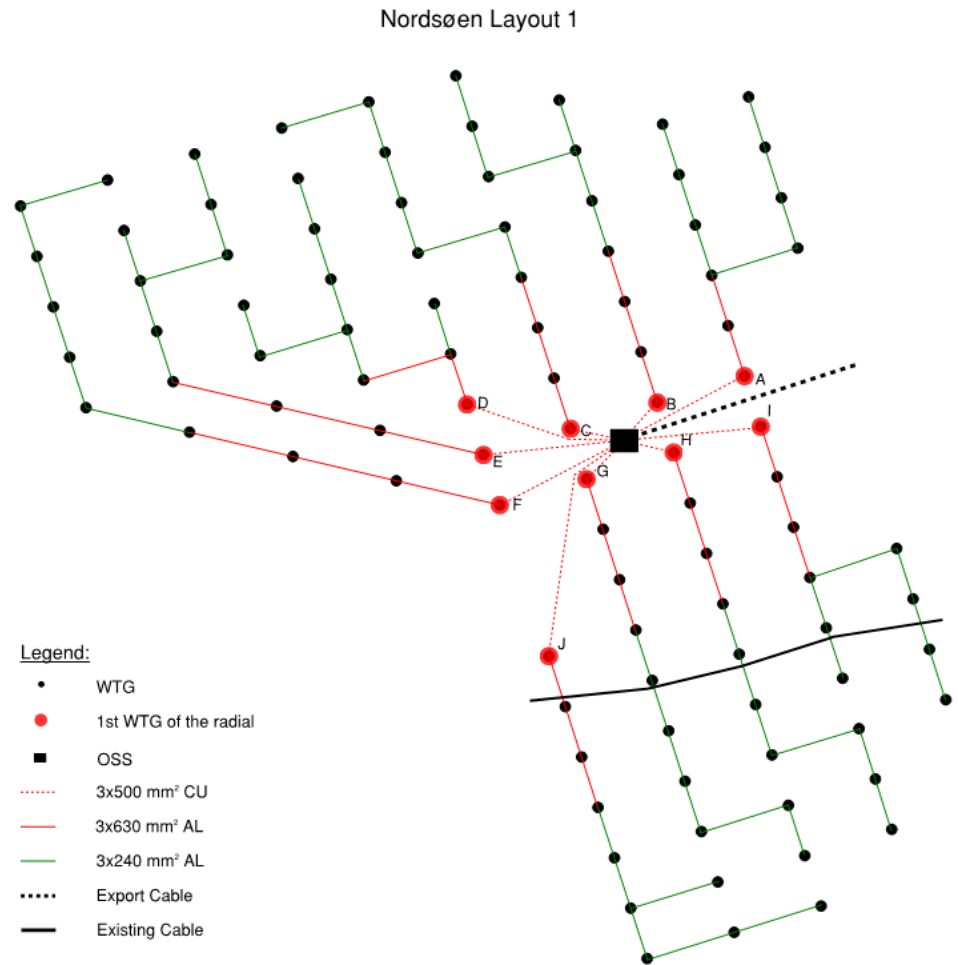 Nordsøen Layout 1
A
I
B
D
C
H
E
G
F
J
Legend:
WTG
1st WTG of the radial
OSS
3x500 mm² CU
3x630 mm² AL
3x240 mm² AL
Export Cable
Existing Cable